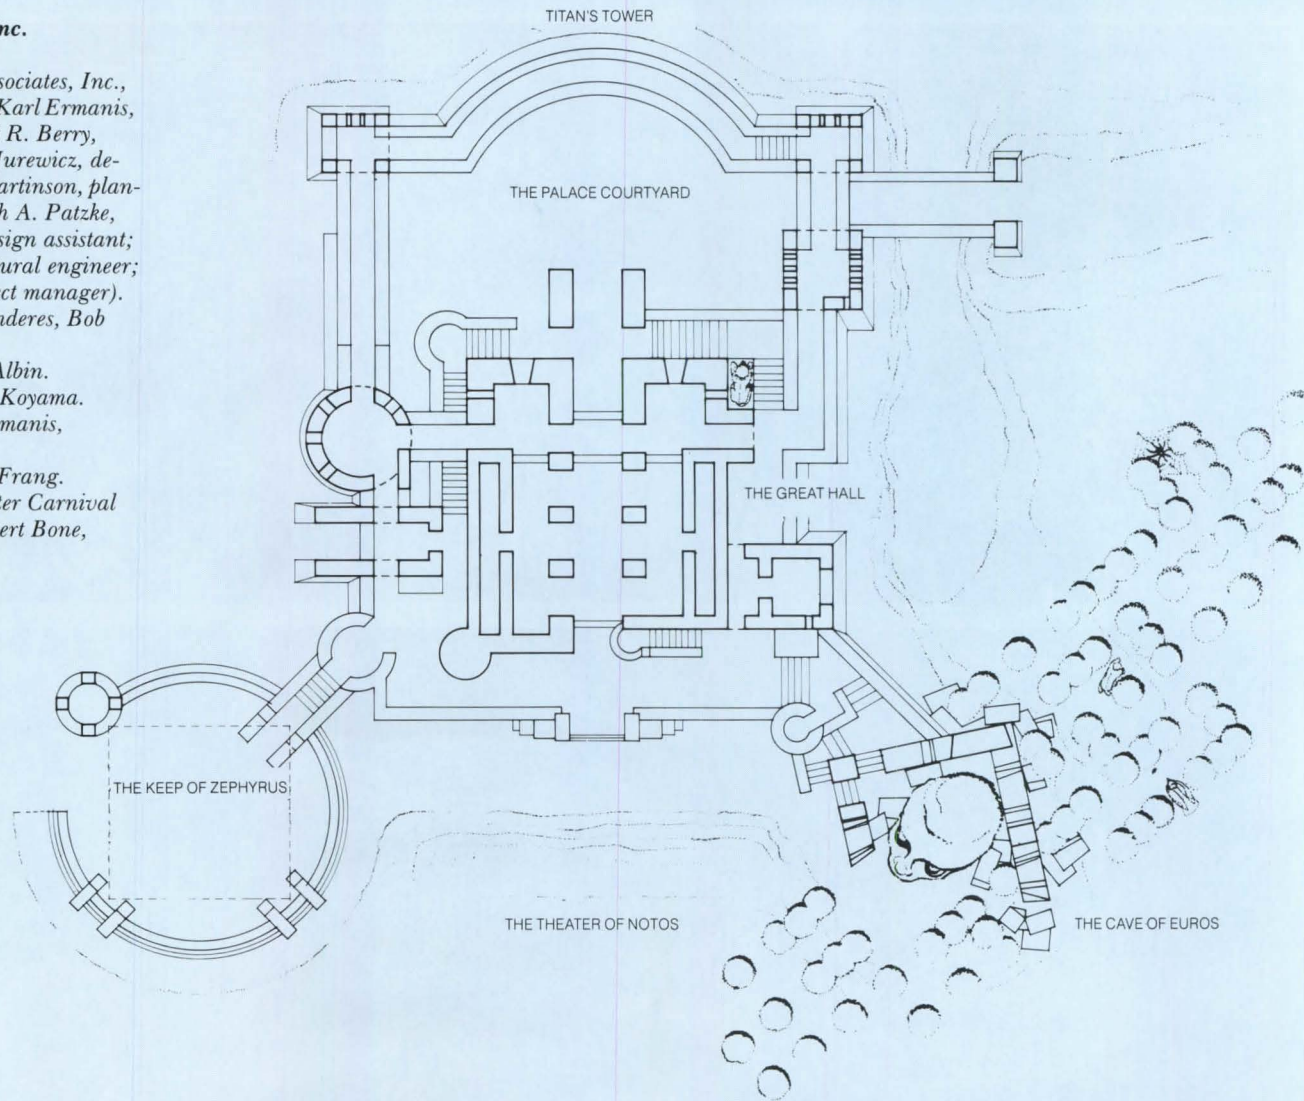 nc.
sociates, Inc.,
Karl Ermanis,
R. Berry,
Jurewicz, de-
artinson, plan-
h A. Patzke,
sign assistant;
ural engineer;
ct manager).
nderes, Bob
Albin.
Koyama.
manis,
Frang.
ter Carnival
ert Bone,
TITAN'S TOWER
THE PALACE COURTYARD
THE GREAT HALL
THE KEEP OF ZEPHYRUS
THE THEATER OF NOTOS
THE CAVE OF EUROS